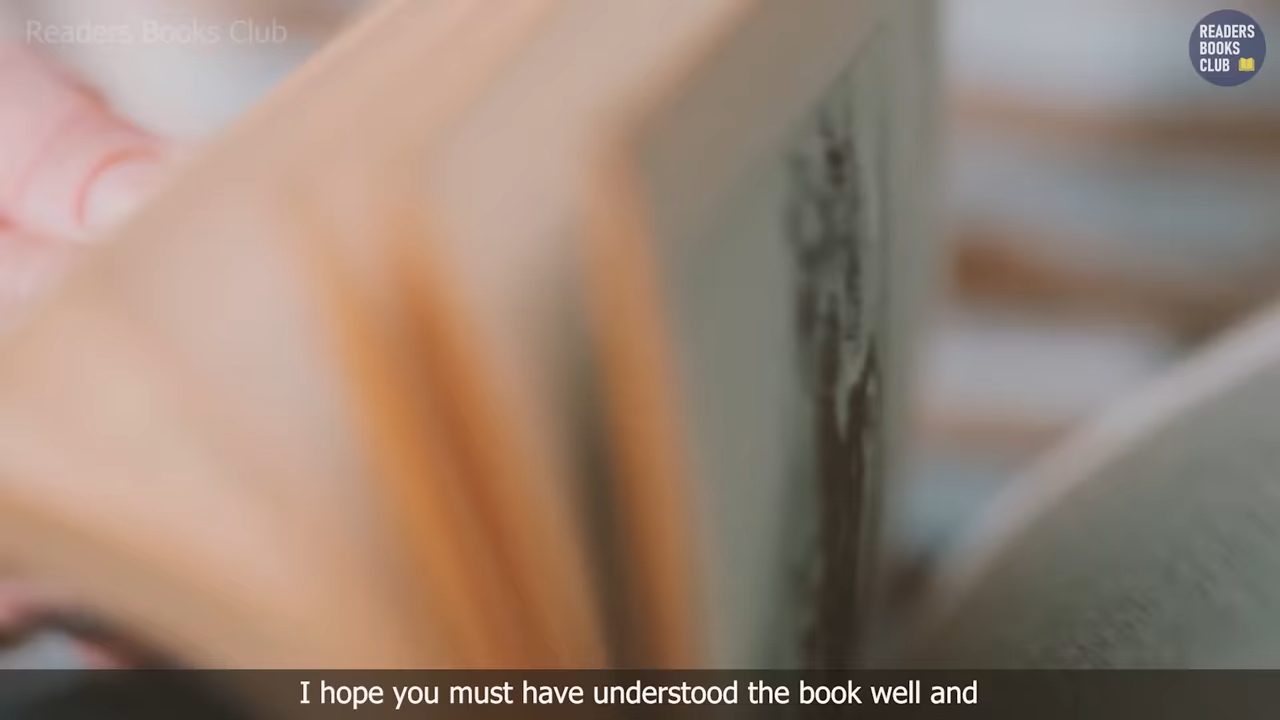 Readers Books Club
READERS
BOOKS
CLUB
I hope you must have understood the book well and